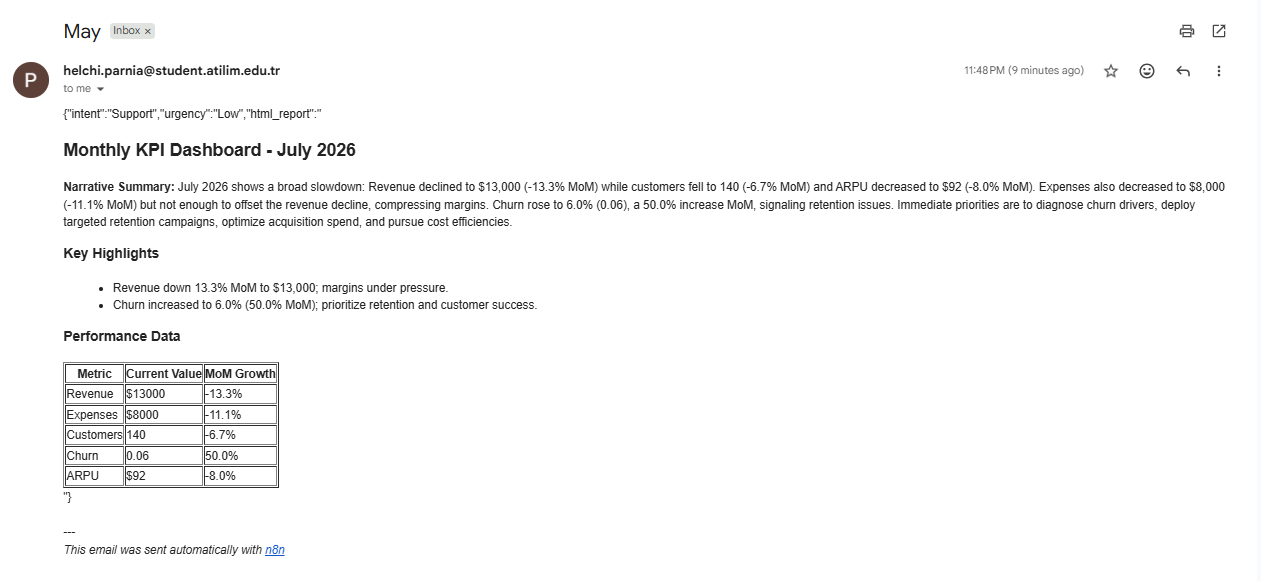 May Inbox ×
P
helchi.parnia@student.atilim.edu.tr
11:48 PM (9 minutes ago)
to me
{"intent":"Support","urgency":"Low","html_report":"
Monthly KPI Dashboard - July 2026
Narrative Summary: July 2026 shows a broad slowdown: Revenue declined to $13,000 (-13.3% MoM) while customers fell to 140 (-6.7% MoM) and ARPU decreased to $92 (-8.0% MoM). Expenses also decreased to $8,000
(-11.1% MoM) but not enough to offset the revenue decline, compressing margins. Churn rose to 6.0% (0.06), a 50.0% increase MoM, signaling retention issues. Immediate priorities are to diagnose churn drivers, deploy
targeted retention campaigns, optimize acquisition spend, and pursue cost efficiencies.
Key Highlights
• Revenue down 13.3% MoM to $13,000; margins under pressure.
• Churn increased to 6.0% (50.0% MoM); prioritize retention and customer success.
Performance Data
Metric Current Value MoM Growth
Revenue $13000 -13.3%
Expenses $8000 -11.1%
Customers 140 -6.7%
Churn 0.06 50.0%
ARPU $92 -8.0%
"}
---
This email was sent automatically with n8n